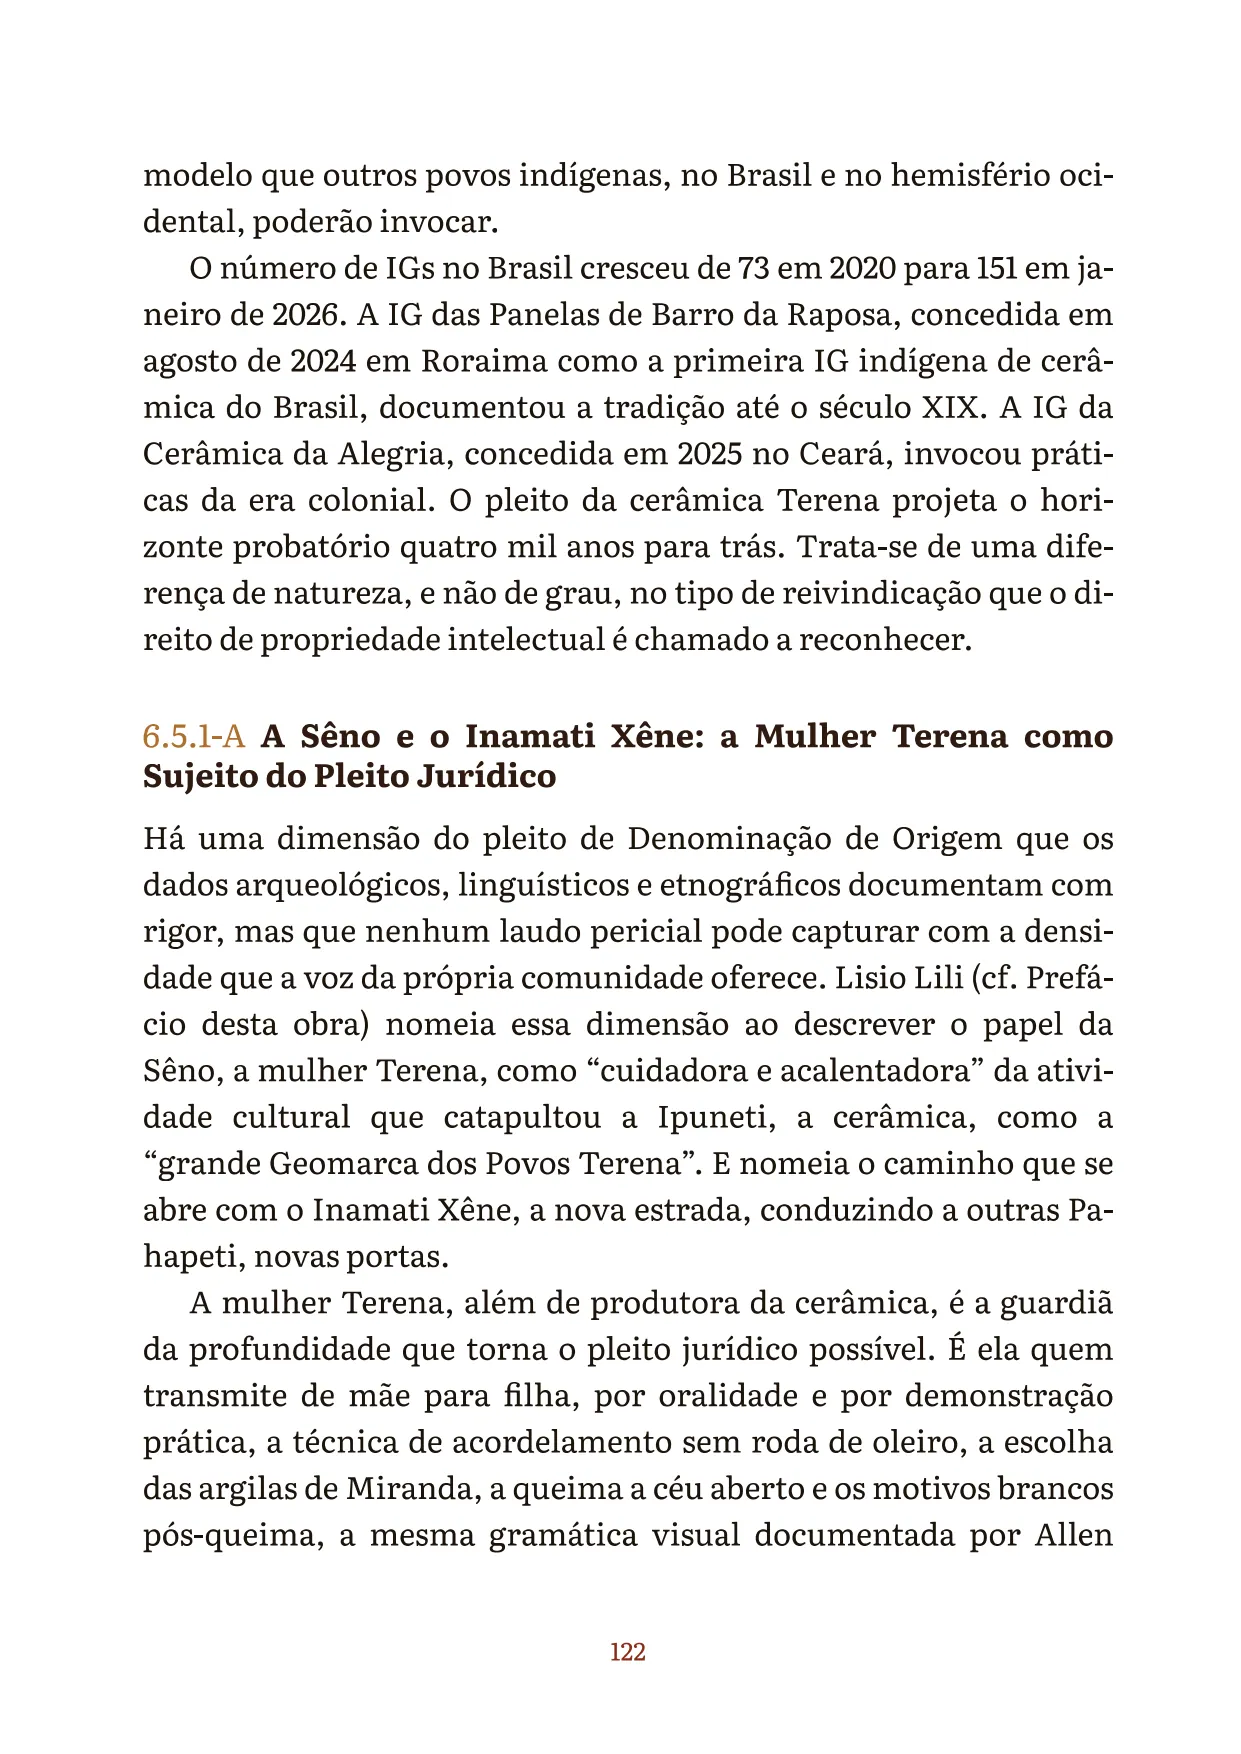 modelo que outros povos indígenas, no Brasil e no hemisfério oci-
dental, poderão invocar.
O número de IGs no Brasil cresceu de 73 em 2020 para 151 em ja-
neiro de 2026. A IG das Panelas de Barro da Raposa, concedida em
agosto de 2024 em Roraima como a primeira IG indígena de cerâ-
mica do Brasil, documentou a tradição até o século XIX. A IG da
Cerâmica da Alegria, concedida em 2025 no Ceará, invocou práti-
cas da era colonial. O pleito da cerâmica Terena projeta o hori-
zonte probatório quatro mil anos para trás. Trata-se de uma dife-
rença de natureza, e não de grau, no tipo de reivindicação que o di-
reito de propriedade intelectual é chamado a reconhecer.
6.5.1-A A Sêno e o Inamati Xêne: a Mulher Terena como
Sujeito do Pleito Jurídico
Há uma dimensão do pleito de Denominação de Origem que os
dados arqueológicos, linguísticos e etnográficos documentam com
rigor, mas que nenhum laudo pericial pode capturar com a densi-
dade que a voz da própria comunidade oferece. Lisio Lili (cf. Prefá-
cio desta obra) nomeia essa dimensão ao descrever o papel da
Sêno, a mulher Terena, como “cuidadora e acalentadora” da ativi-
dade cultural que catapultou a Ipuneti, a cerâmica, como a
“grande Geomarca dos Povos Terena”. E nomeia o caminho que se
abre com o Inamati Xêne, a nova estrada, conduzindo a outras Pa-
hapeti, novas portas.
A mulher Terena, além de produtora da cerâmica, é a guardiã
da profundidade que torna o pleito jurídico possível. É ela quem
transmite de mãe para filha, por oralidade e por demonstração
prática, a técnica de acordelamento sem roda de oleiro, a escolha
das argilas de Miranda, a queima a céu aberto e os motivos brancos
pós-queima, a mesma gramática visual documentada por Allen
122